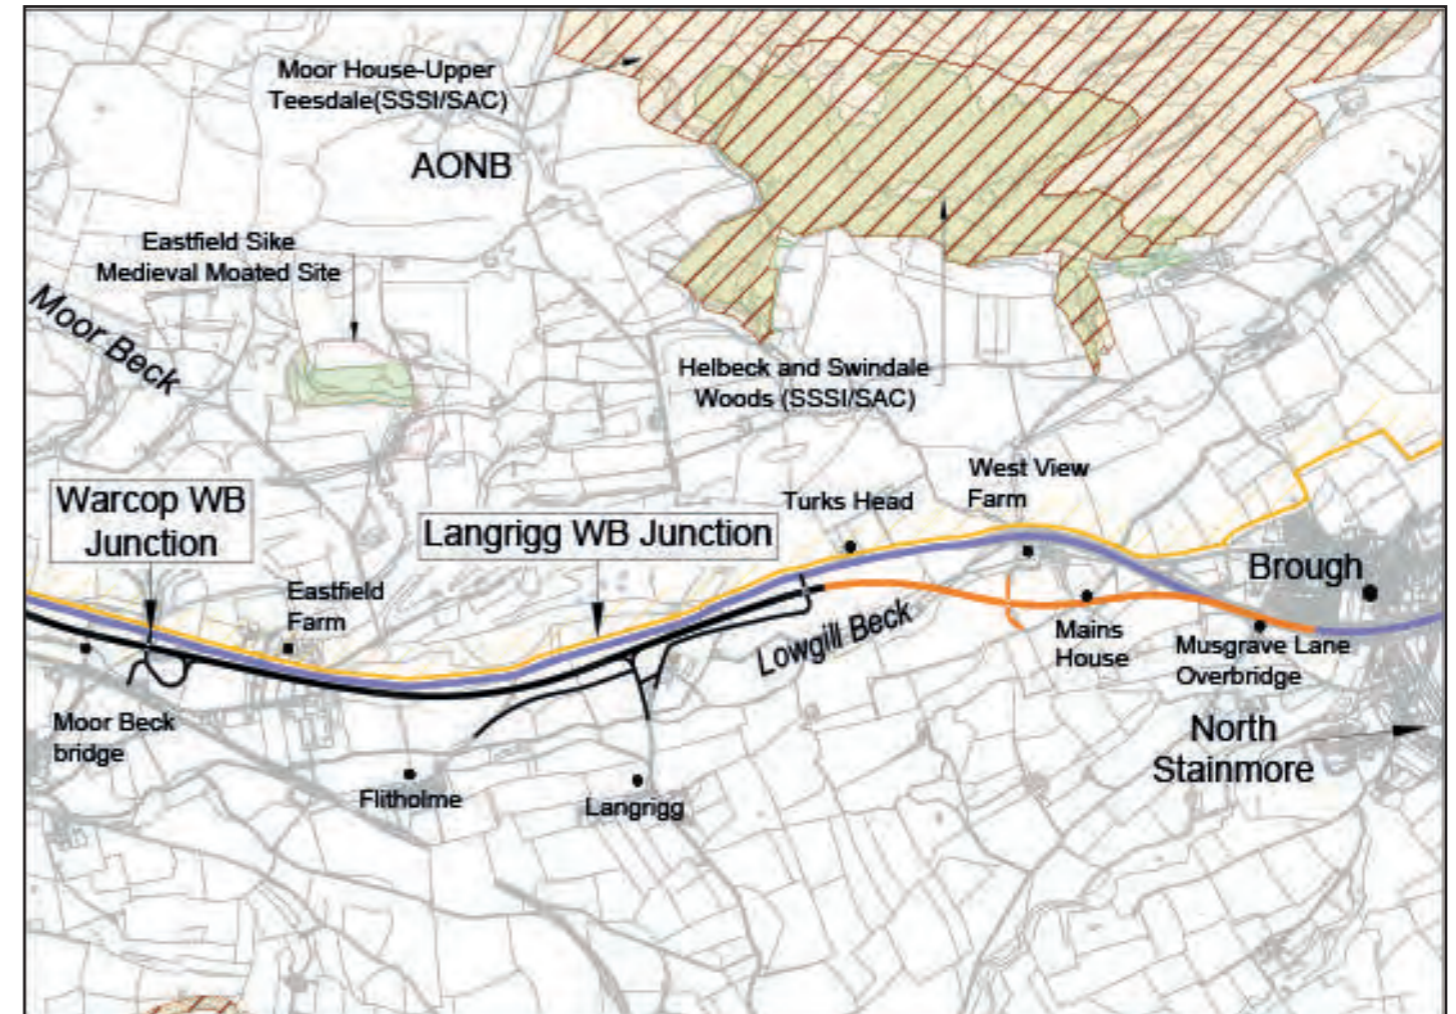 Moor House-Upper
Teesdale(SSSI/SAC)
AONB
Eastfield Sike
Medieval Moated Site
Moor Beck
Helbeck and Swindale
Woods (SSSI/SAC)
West View
Farm
Turks Head
Warcop WB
Junction
Langrigg WB Junction
Brough
Eastfield
Farm
Lowgill Beck
Mains
House
Musgrave Lane
Overbridge
Moor Beck
bridge
North
Stainmore
Flitholme
Langrigg